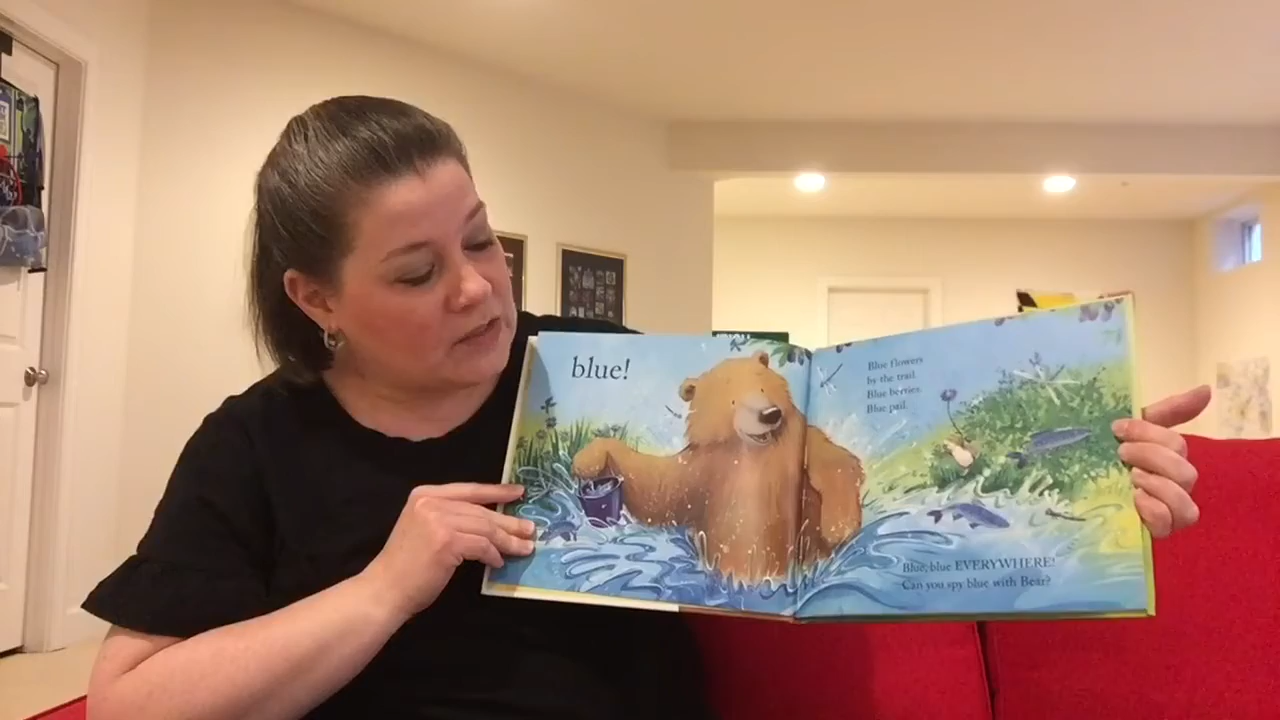 blue!
Blue flowers
by the trail.
Blue berries.
Blue pail.
Blue, blue EVERYWHERE!
Can you spy blue with Bear?